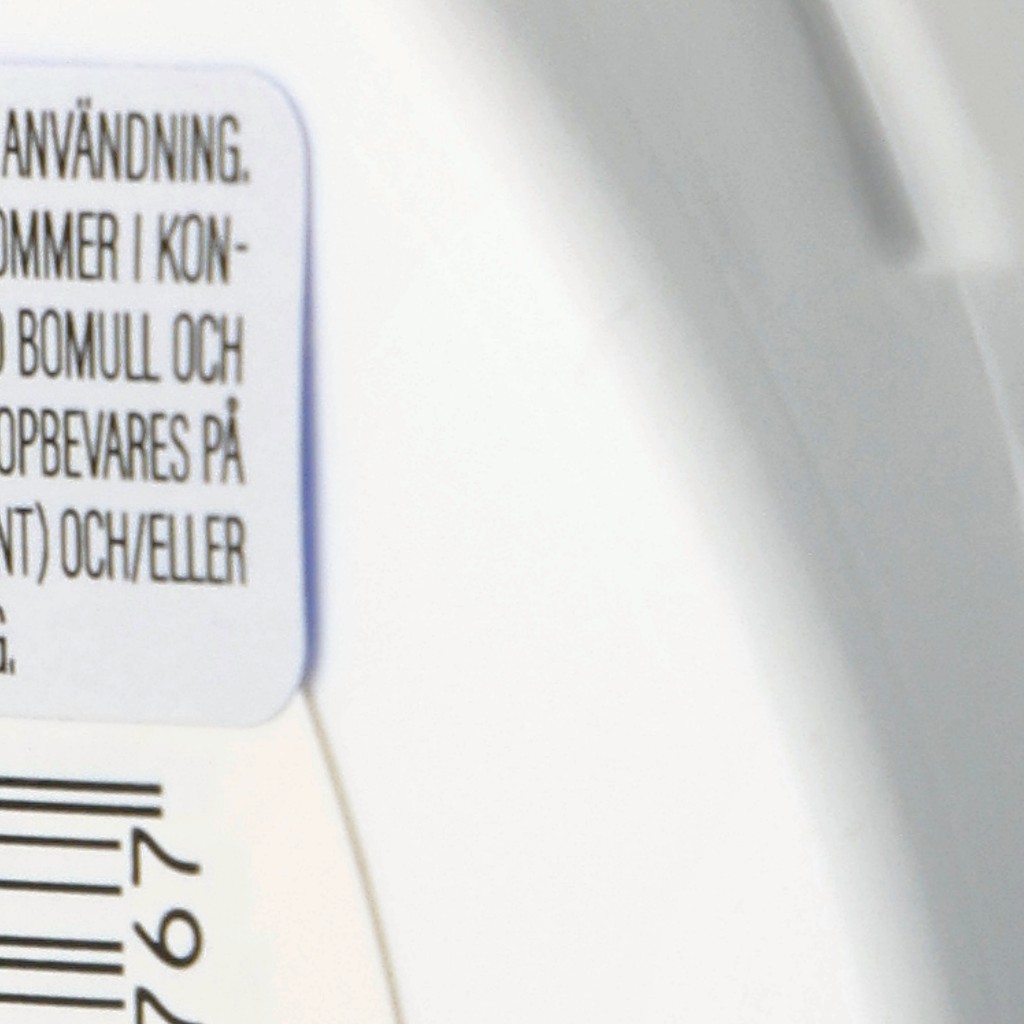 ANVÄNDNING.
OMMER I KON-
BOMULL OCH
OPBEVARES PÅ
NT) OCH/ELLER
G.
767